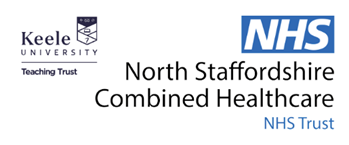 Keele
UNIVERSITY
Teaching Trust
NHS
North Staffordshire
Combined Healthcare
NHS Trust